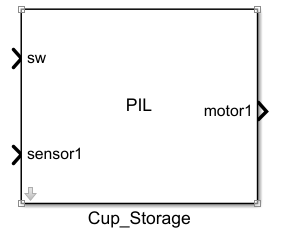 sw
PIL
motor1
sensor1
Cup_Storage